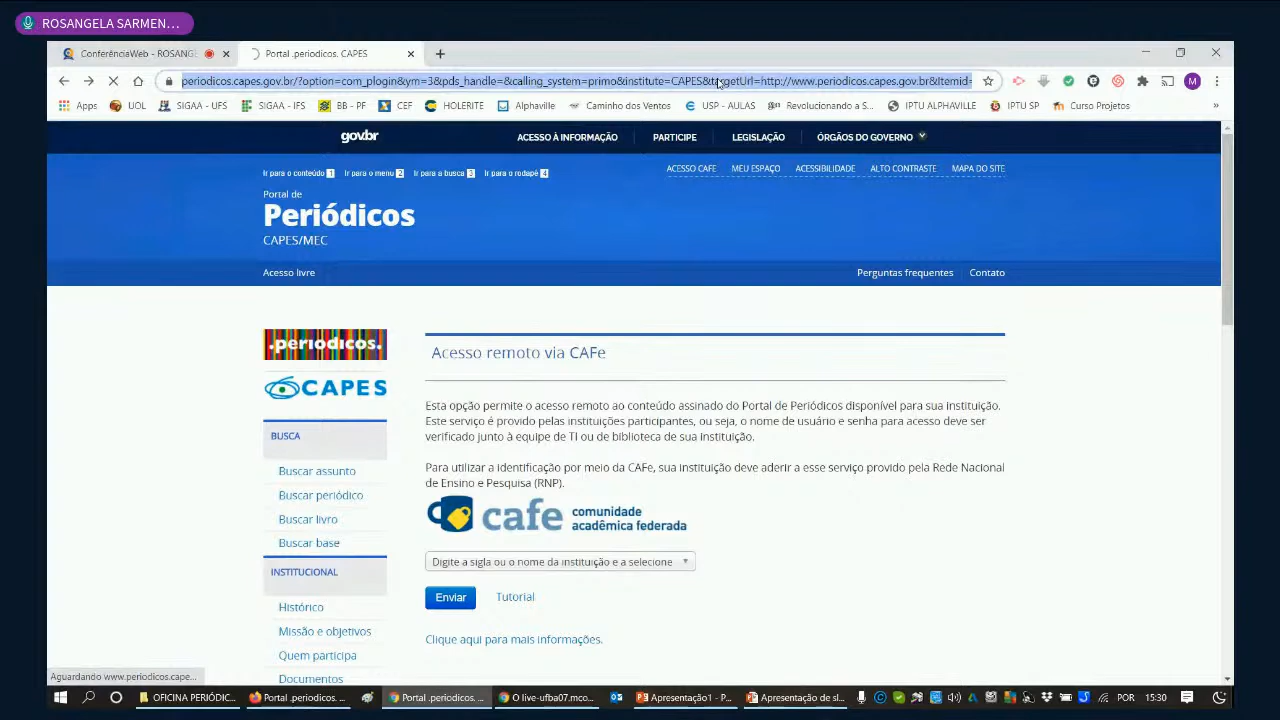 ROSANGELA SARMEN...
ConferênciaWeb - ROSANGE
Portal .periodicos. CAPES
periodicos.capes.gov.br/?option=com_plogin&ym=3&pds_handle=&calling_system=primo&institute=CAPES&targetUrl=http://www.periodicos.capes.gov.br&Itemid=
M
Apps
UOL
SIGAA - UFS
SIGAA - IFS
BB - PF
CEF
HOLERITE
Alphaville
Caminho dos Ventos
USP - AULAS
Revolucionando a S...
IPTU ALPHAVILLE
IPTU SP
Curso Projetos
»
gov.br
ACESSO À INFORMAÇÃO
PARTICIPE
LEGISLAÇÃO
ÓRGÃOS DO GOVERNO
Ir para o conteúdo 1
Ir para o menu 2
Ir para a busca 3
Ir para o rodapé 4
ACESSO CAFE
MEU ESPAÇO
ACESSIBILIDADE
ALTO CONTRASTE
MAPA DO SITE
Portal de
Periódicos
CAPES/MEC
Acesso livre
Perguntas frequentes
Contato
.periodicos.
CAPES
BUSCA
Buscar assunto
Buscar periódico
Buscar livro
Buscar base
INSTITUCIONAL
Histórico
Missão e objetivos
Quem participa
Documentos
Acesso remoto via CAFe
Esta opção permite o acesso remoto ao conteúdo assinado do Portal de Periódicos disponível para sua instituição.
Este serviço é provido pelas instituições participantes, ou seja, o nome de usuário e senha para acesso deve ser
verificado junto à equipe de TI ou de biblioteca de sua instituição.
Para utilizar a identificação por meio da CAFe, sua instituição deve aderir a esse serviço provido pela Rede Nacional
de Ensino e Pesquisa (RNP).
cafe
comunidade
acadêmica federada
Digite a sigla ou o nome da instituição e a selecione
Enviar
Tutorial
Clique aqui para mais informações.
Aguardando www.periodicos.cape...
OFICINA PERIÓDIC...
Portal .periodicos. ...
Portal .periodicos. ...
O live-ufba07.mco...
Apresentação1 - P...
Apresentação de sl...
POR
15:30